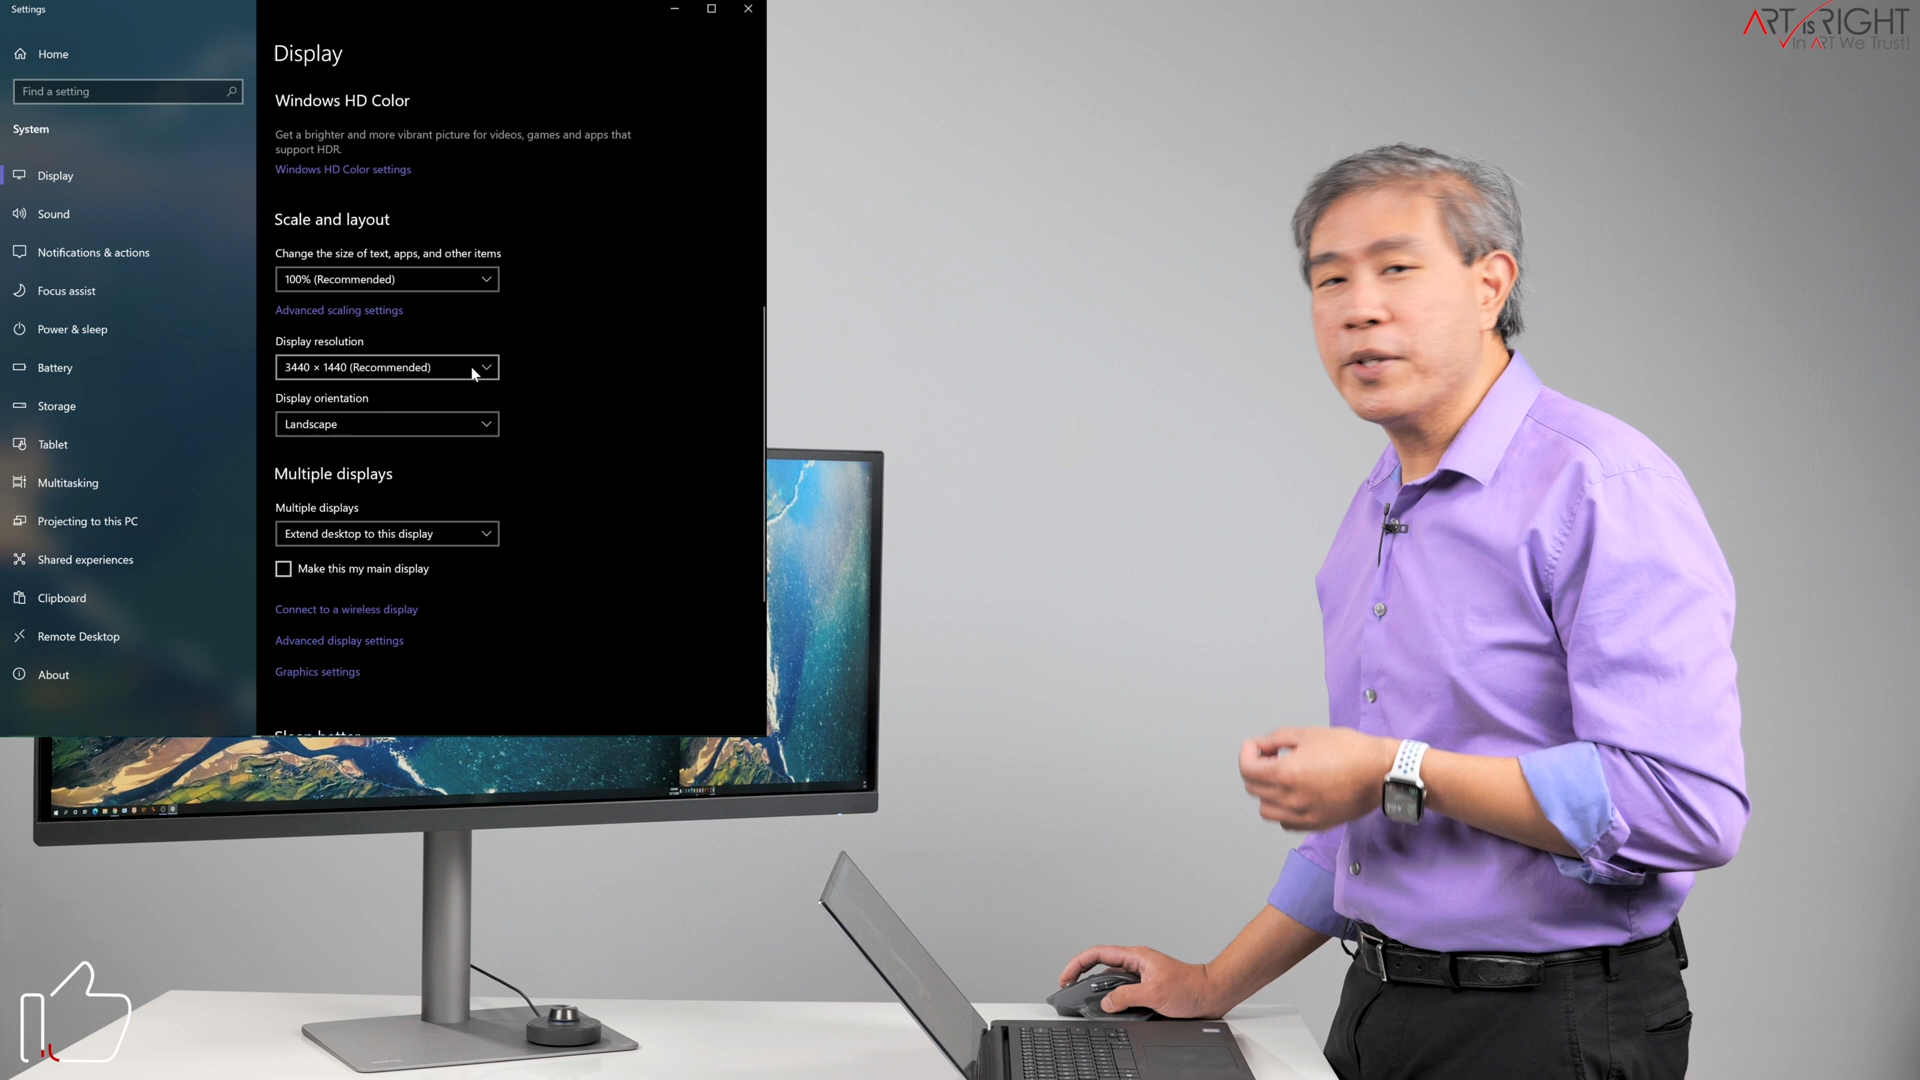 Settings
Home
Find a setting
System
Display
Sound
Notifications & actions
Focus assist
Power & sleep
Battery
Storage
Tablet
Multitasking
Projecting to this PC
Shared experiences
Clipboard
Remote Desktop
About
Display
Windows HD Color
Get a brighter and more vibrant picture for videos, games and apps that
support HDR.
Windows HD Color settings
Scale and layout
Change the size of text, apps, and other items
100% (Recommended)
Advanced scaling settings
Display resolution
3440 × 1440 (Recommended)
Display orientation
Landscape
Multiple displays
Multiple displays
Extend desktop to this display
Make this my main display
Connect to a wireless display
Advanced display settings
Graphics settings
ART is RIGHT
In ART We Trust!